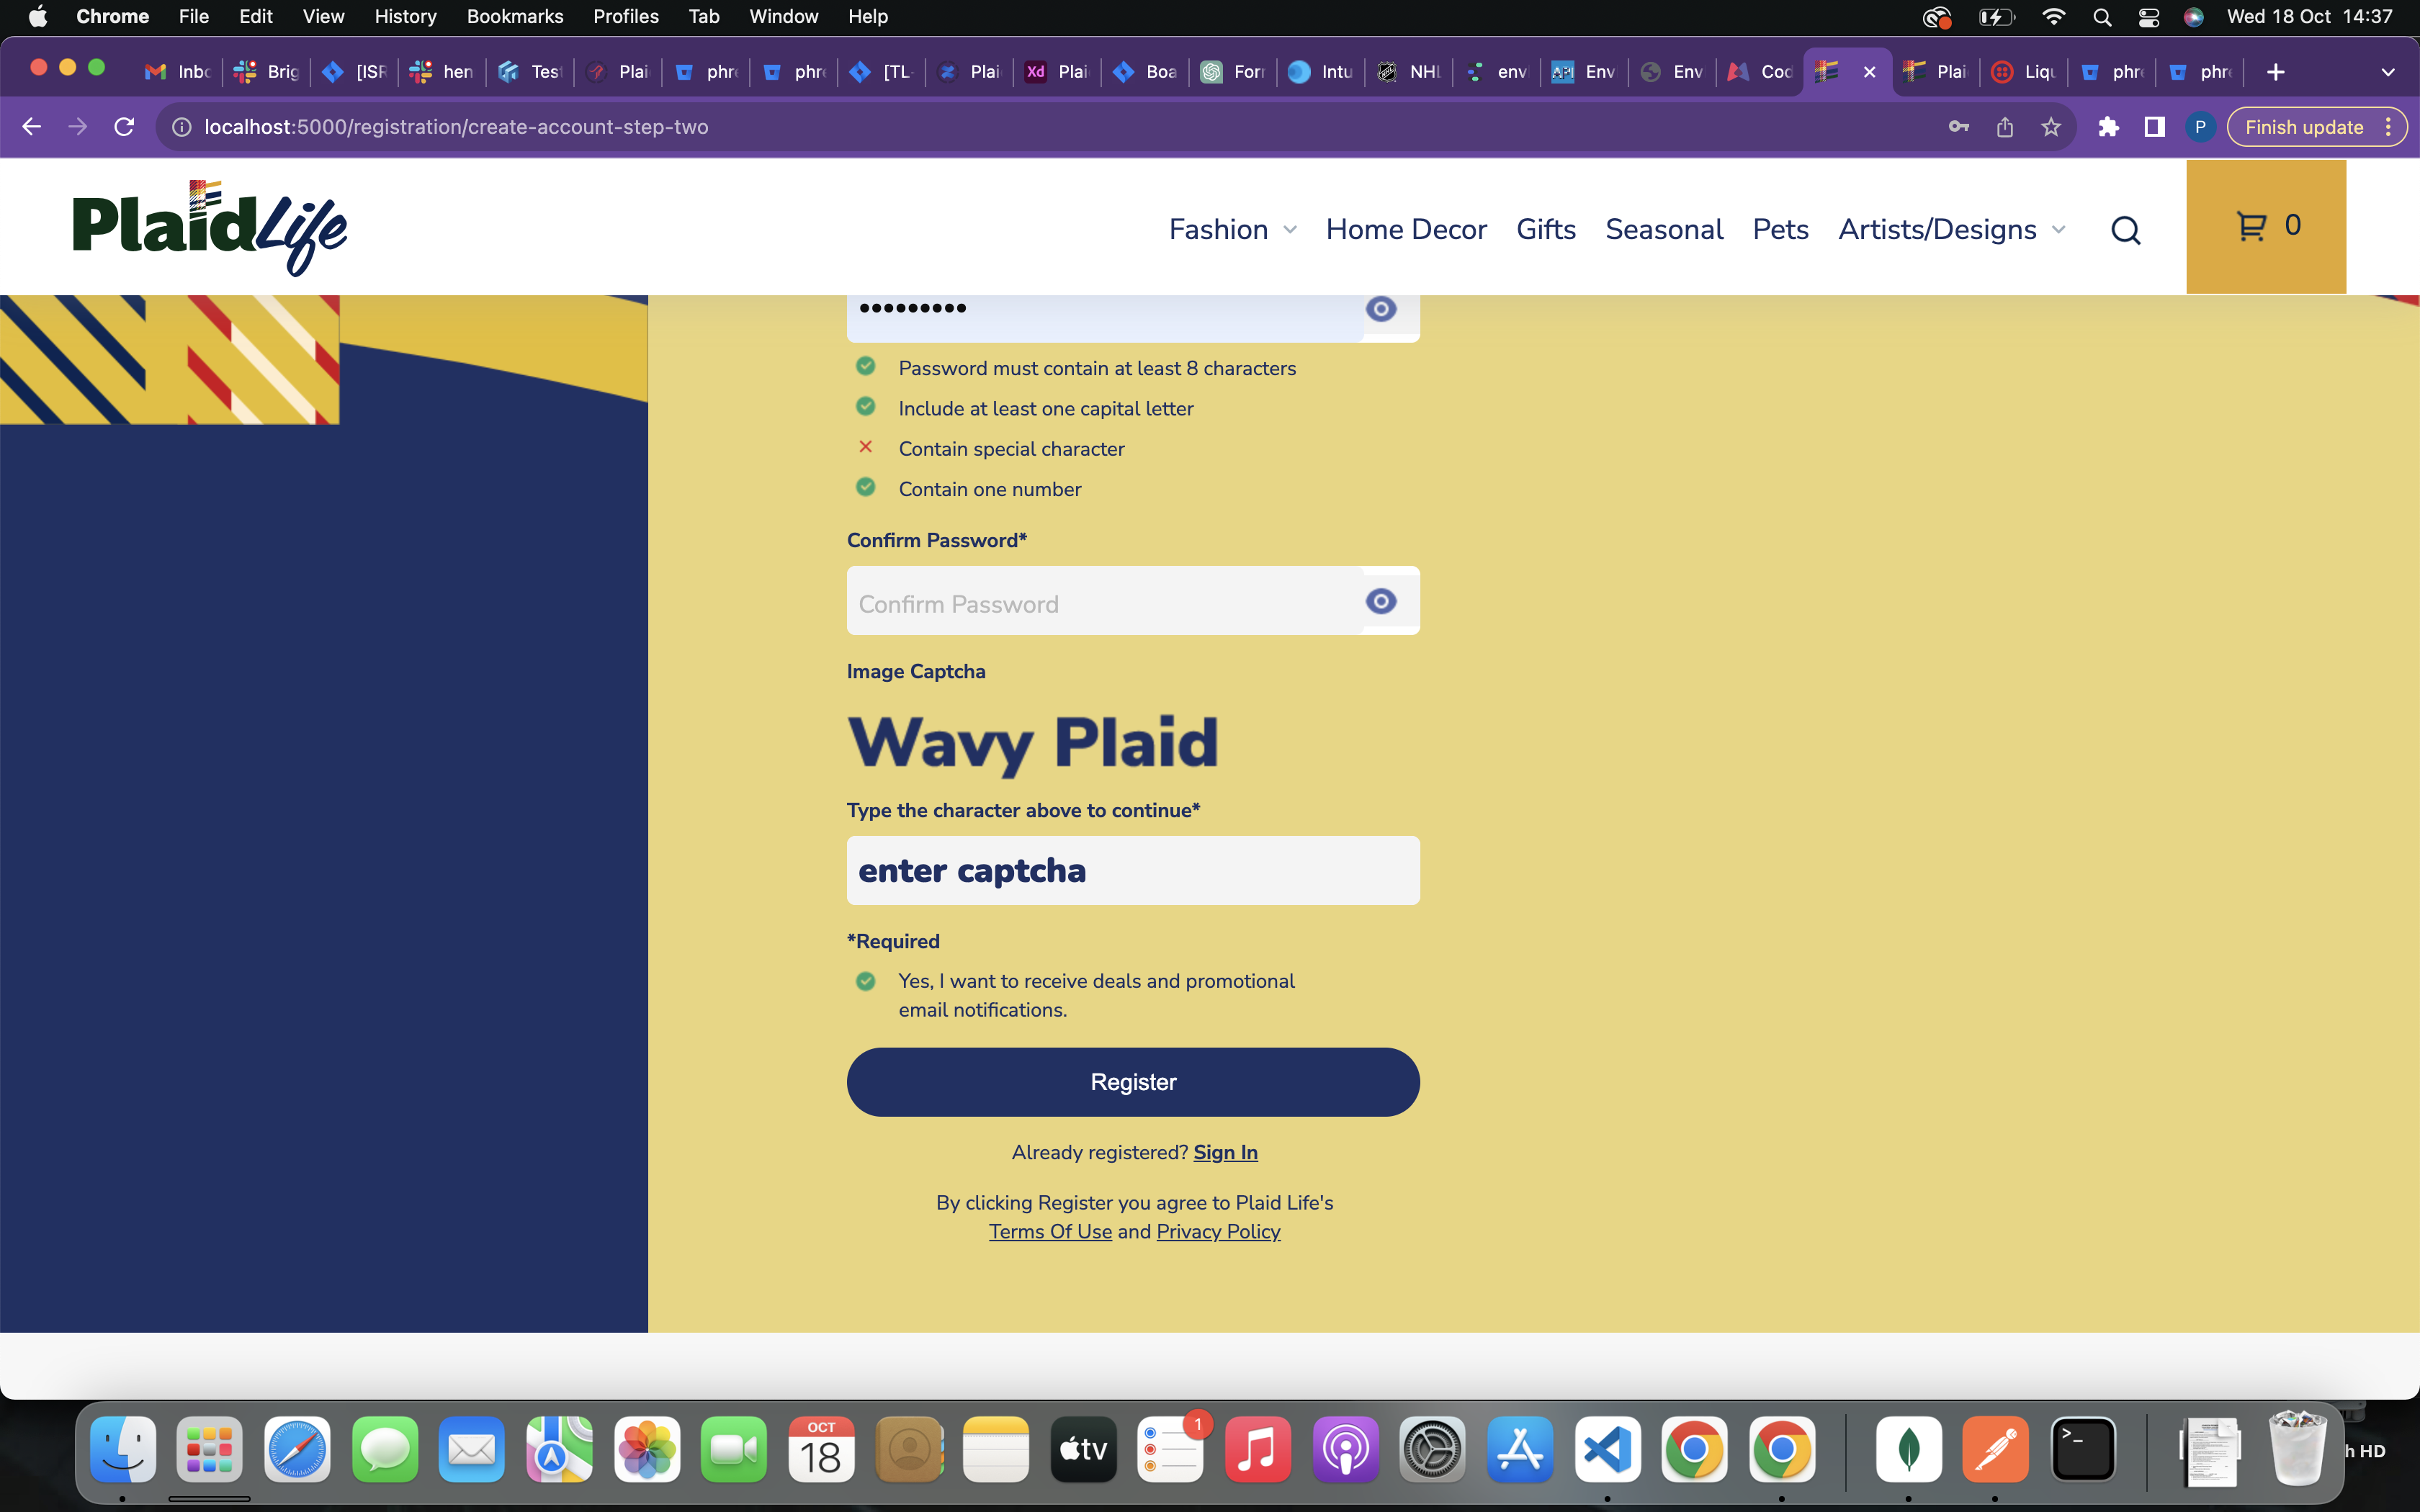 Chrome File Edit View History Bookmarks Profiles Tab Window Help Wed 18 Oct 14:37
Inbo Brig [ISR hen Test Plai phr phr [TL- Plai Xd Plai Boa For Intu NHL env API Env Env Cod Plai Liqu phr phr
localhost:5000/registration/create-account-step-two P Finish update
PlaidLife Fashion Home Decor Gifts Seasonal Pets Artists/Designs 0
Password must contain at least 8 characters
Include at least one capital letter
Contain special character
Contain one number
Confirm Password*
Confirm Password
Image Captcha
Wavy Plaid
Type the character above to continue*
enter captcha
*Required
Yes, I want to receive deals and promotional
email notifications.
Register
Already registered? Sign In
By clicking Register you agree to Plaid Life's
Terms Of Use and Privacy Policy
OCT
18
tv
1
h HD